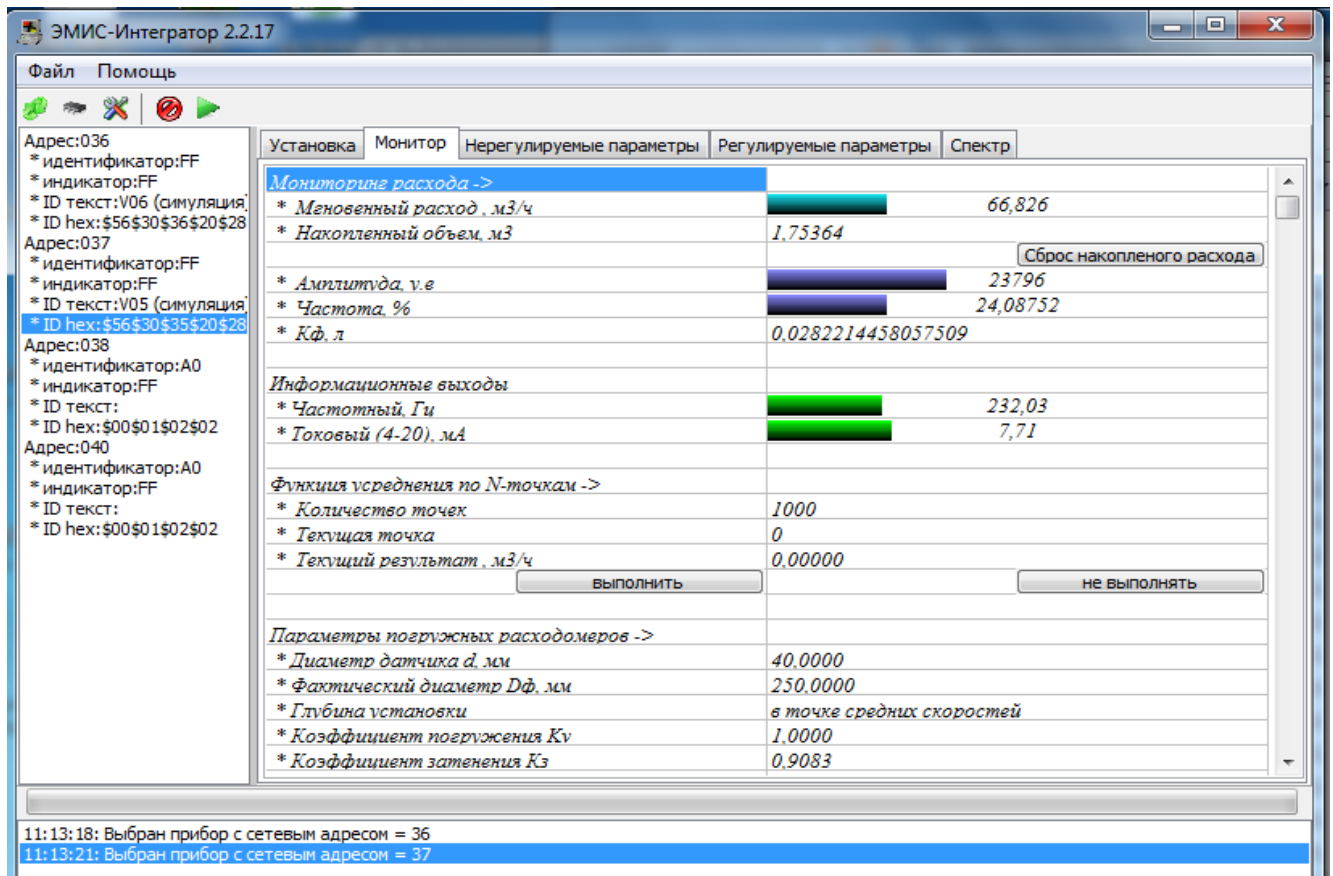 ЭМИС-Интегратор 2.2.17
Файл Помощь
Адрес:036
* идентификатор:FF
* индикатор:FF
* ID текст:V06 (симуляция)
* ID hex:$56$30$36$20$28
Адрес:037
* идентификатор:FF
* индикатор:FF
* ID текст:V05 (симуляция)
* ID hex:$56$30$35$20$28
Адрес:038
* идентификатор:A0
* индикатор:FF
* ID текст:
* ID hex:$00$01$02$02
Адрес:040
* идентификатор:A0
* индикатор:FF
* ID текст:
* ID hex:$00$01$02$02
Установка Монитор Нерегулируемые параметры Регулируемые параметры Спектр
Мониторинг расхода ->
* Мгновенный расход , м3/ч 66,826
* Накопленный объем, м3 1,75364
Сброс накопленого расхода
* Амплитуда, у.е 23796
* Частота, % 24,08752
* Кф, л 0,0282214458057509
Информационные выходы
* Частотный, Гц 232,03
* Токовый (4-20), мА 7,71
Функция усреднения по N-точкам ->
* Количество точек 1000
* Текущая точка 0
* Текущий результат , м3/ч 0,00000
выполнить не выполнять
Параметры погружных расходомеров ->
* Диаметр датчика d, мм 40,0000
* Фактический диаметр Dф, мм 250,0000
* Глубина установки в точке средних скоростей
* Коэффициент погружения Kv 1,0000
* Коэффициент затенения Кз 0,9083
11:13:18: Выбран прибор с сетевым адресом = 36
11:13:21: Выбран прибор с сетевым адресом = 37